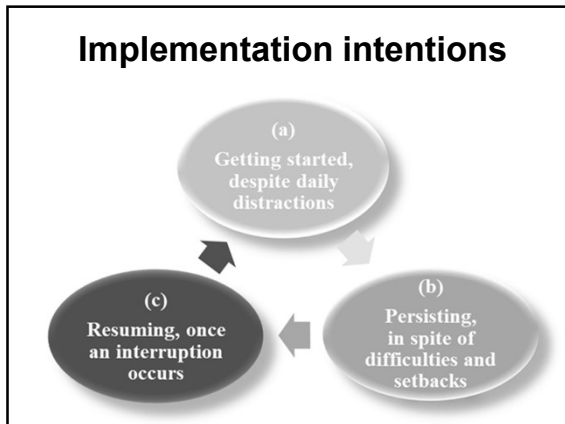 Implementation intentions
(a)
Getting started,
despite daily
distractions
(b)
Persisting,
in spite of
difficulties and
setbacks
(c)
Resuming, once
an interruption
occurs